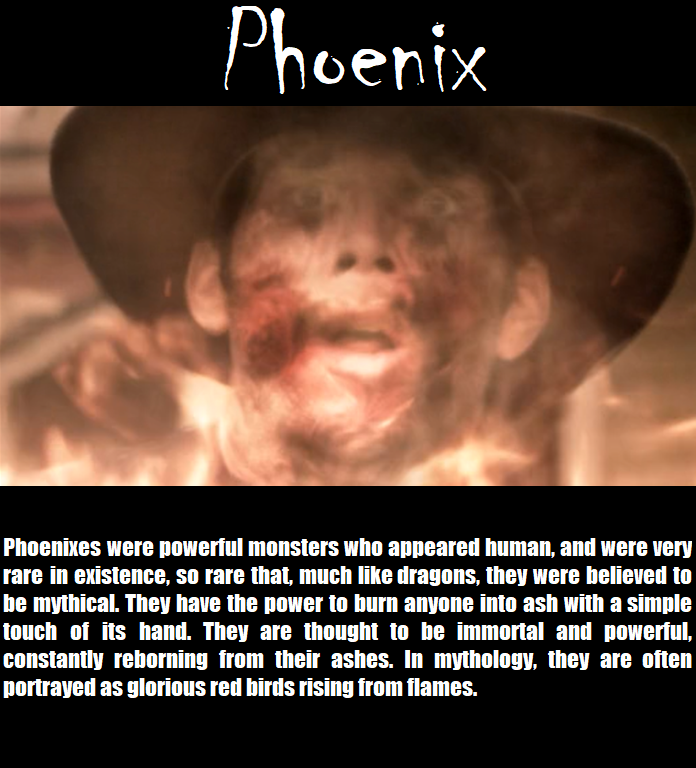 Phoenix
Phoenixes were powerful monsters who appeared human, and were very
rare in existence, so rare that, much like dragons, they were believed to
be mythical. They have the power to burn anyone into ash with a simple
touch of its hand. They are thought to be immortal and powerful,
constantly reborning from their ashes. In mythology, they are often
portrayed as glorious red birds rising from flames.